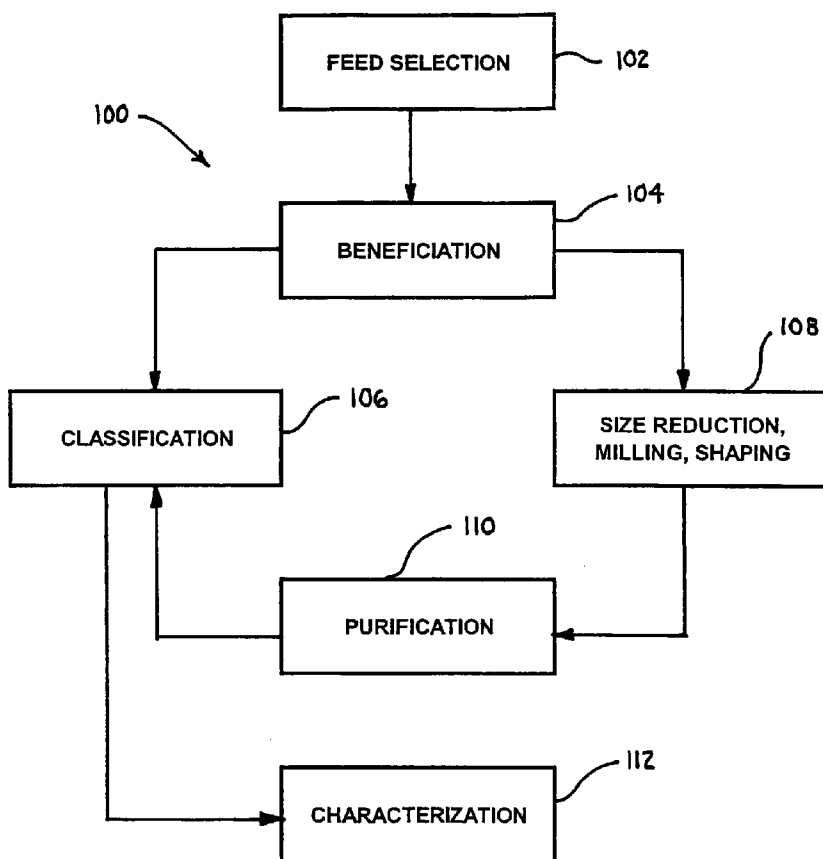 FEED SELECTION
102
100
104
BENEFICIATION
108
106
CLASSIFICATION
SIZE REDUCTION,
MILLING, SHAPING
110
PURIFICATION
112
CHARACTERIZATION